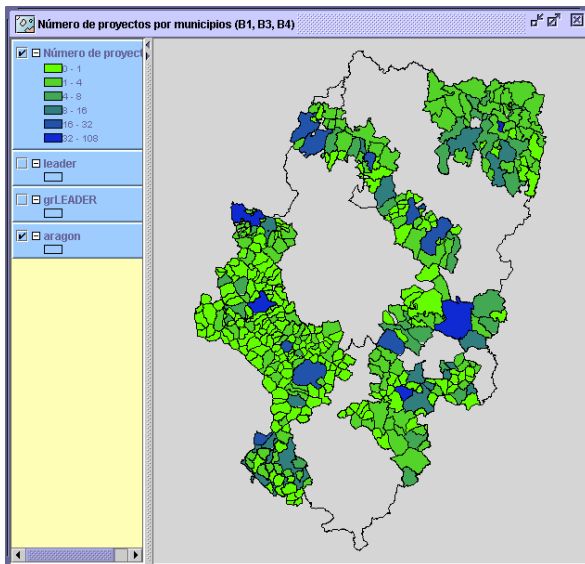 Número de proyectos por municipios (B1, B3, B4)
Número de proyect
0 - 1
1 - 4
4 - 8
8 - 16
16 - 32
32 - 108
leader
grLEADER
aragon